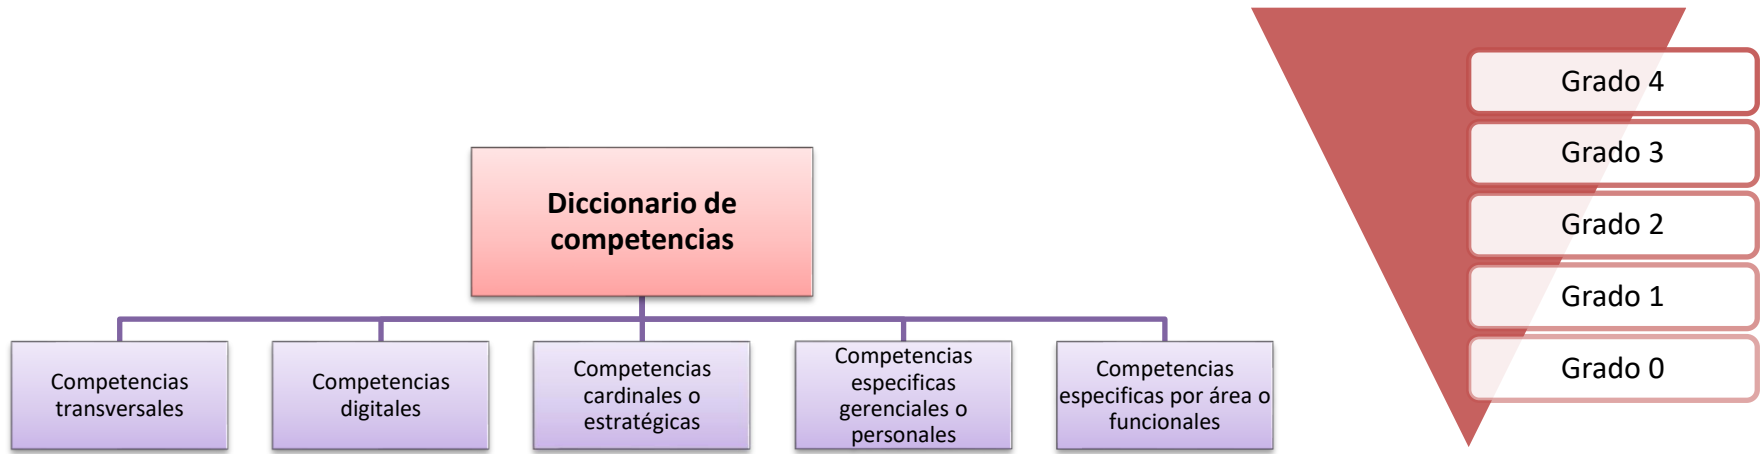 Diccionario de
competencias
Competencias
transversales
Competencias
digitales
Competencias
cardinales o
estratégicas
Competencias
especificas
gerenciales o
personales
Competencias
especificas por área o
funcionales
Grado 4
Grado 3
Grado 2
Grado 1
Grado 0